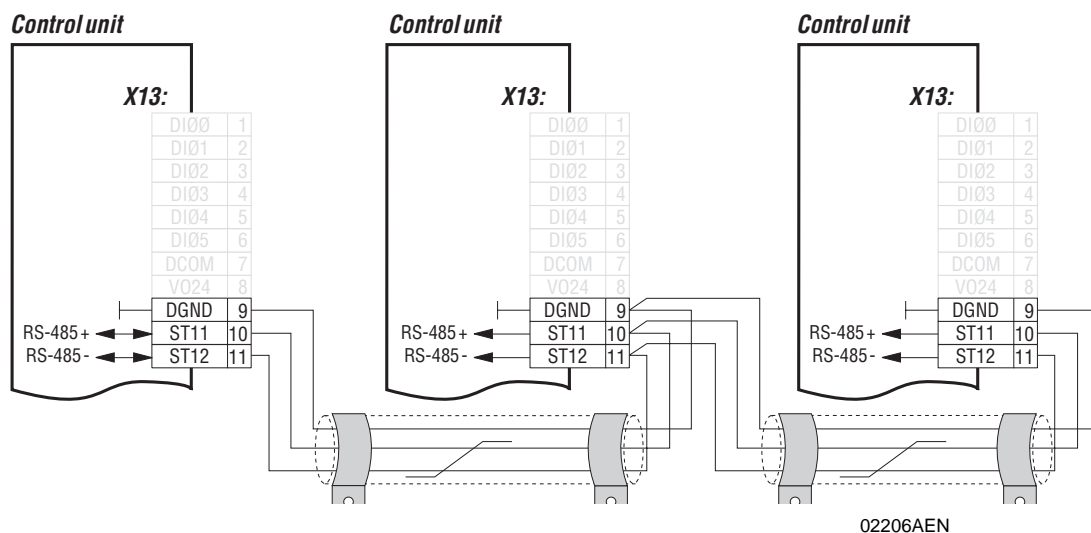 Control unit Control unit Control unit
X13: X13: X13:
DIØØ 1 DIØØ 1 DIØØ 1
DIØ1 2 DIØ1 2 DIØ1 2
DIØ2 3 DIØ2 3 DIØ2 3
DIØ3 4 DIØ3 4 DIØ3 4
DIØ4 5 DIØ4 5 DIØ4 5
DIØ5 6 DIØ5 6 DIØ5 6
DCOM 7 DCOM 7 DCOM 7
VO24 8 VO24 8 VO24 8
DGND 9 DGND 9 DGND 9
RS-485+ ST11 10 RS-485+ ST11 10 RS-485+ ST11 10
RS-485- ST12 11 RS-485- ST12 11 RS-485- ST12 11
02206AEN